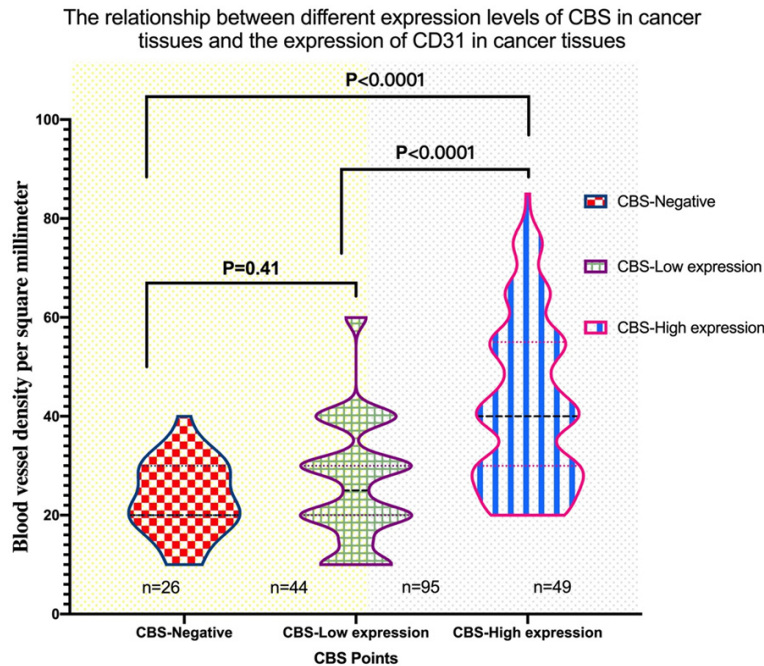 The relationship between different expression levels of CBS in cancer
tissues and the expression of CD31 in cancer tissues
P<0.0001
P<0.0001
P=0.41
Blood vessel density per square millimeter
100
80
60
40
20
0
CBS-Negative
CBS-Low expression
CBS-High expression
n=26
n=44
n=95
n=49
CBS-Negative
CBS-Low expression
CBS-High expression
CBS Points